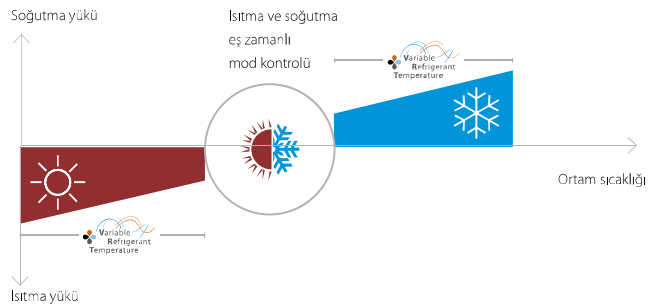 Soğutma yükü
Isıtma ve soğutma
eş zamanlı
mod kontrolü
Variable
Refrigerant
Temperature
Ortam sıcaklığı
Variable
Refrigerant
Temperature
Isıtma yükü